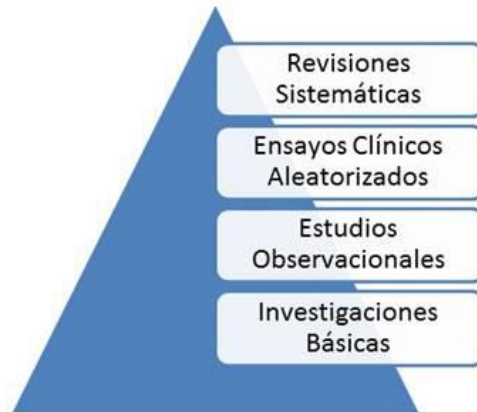 Revisiones
Sistemáticas
Ensayos Clínicos
Aleatorizados
Estudios
Observacionales
Investigaciones
Básicas